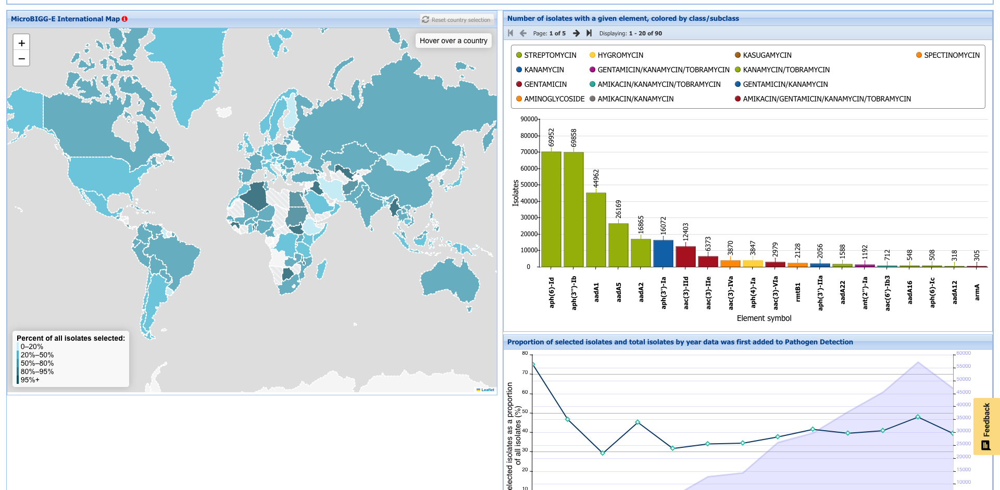 MicroBIGG-E International Map
Reset country selection
+
−
Hover over a country
Percent of all isolates selected:
0–20%
20%–50%
50%–80%
80%–95%
95%+
Leaflet
Number of isolates with a given element, colored by class/subclass
Page: 1 of 5 Displaying: 1 - 20 of 90
STREPTOMYCIN HYGROMYCIN KASUGAMYCIN SPECTINOMYCIN
KANAMYCIN GENTAMICIN/KANAMYCIN/TOBRAMYCIN KANAMYCIN/TOBRAMYCIN
GENTAMICIN AMIKACIN/KANAMYCIN/TOBRAMYCIN GENTAMICIN/KANAMYCIN
AMINOGLYCOSIDE AMIKACIN/KANAMYCIN AMIKACIN/GENTAMICIN/KANAMYCIN/TOBRAMYCIN
90000
80000
70000
60000
50000
40000
30000
20000
10000
0
Isolates
69952
69858
44962
26169
16865
16072
12403
6373
3870
3847
2979
2128
2056
1588
1192
712
548
508
318
305
aph(6)-Id
aph(3'')-Ib
aadA1
aadA5
aadA2
aph(3')-Ia
aac(3)-IId
aac(3)-IIe
aac(3)-IVa
aph(4)-Ia
aac(3)-VIa
rmtB1
aph(3')-IIa
aadA22
ant(2'')-Ia
aac(6')-Ib3
aadA16
aph(6)-Ic
aadA12
armA
Element symbol
Proportion of selected isolates and total isolates by year data was first added to Pathogen Detection
80
70
60
50
40
30
20
10
elected isolates as a proportion
of all isolates (%)
60000
55000
50000
45000
40000
35000
30000
25000
20000
15000
10000
Feedback